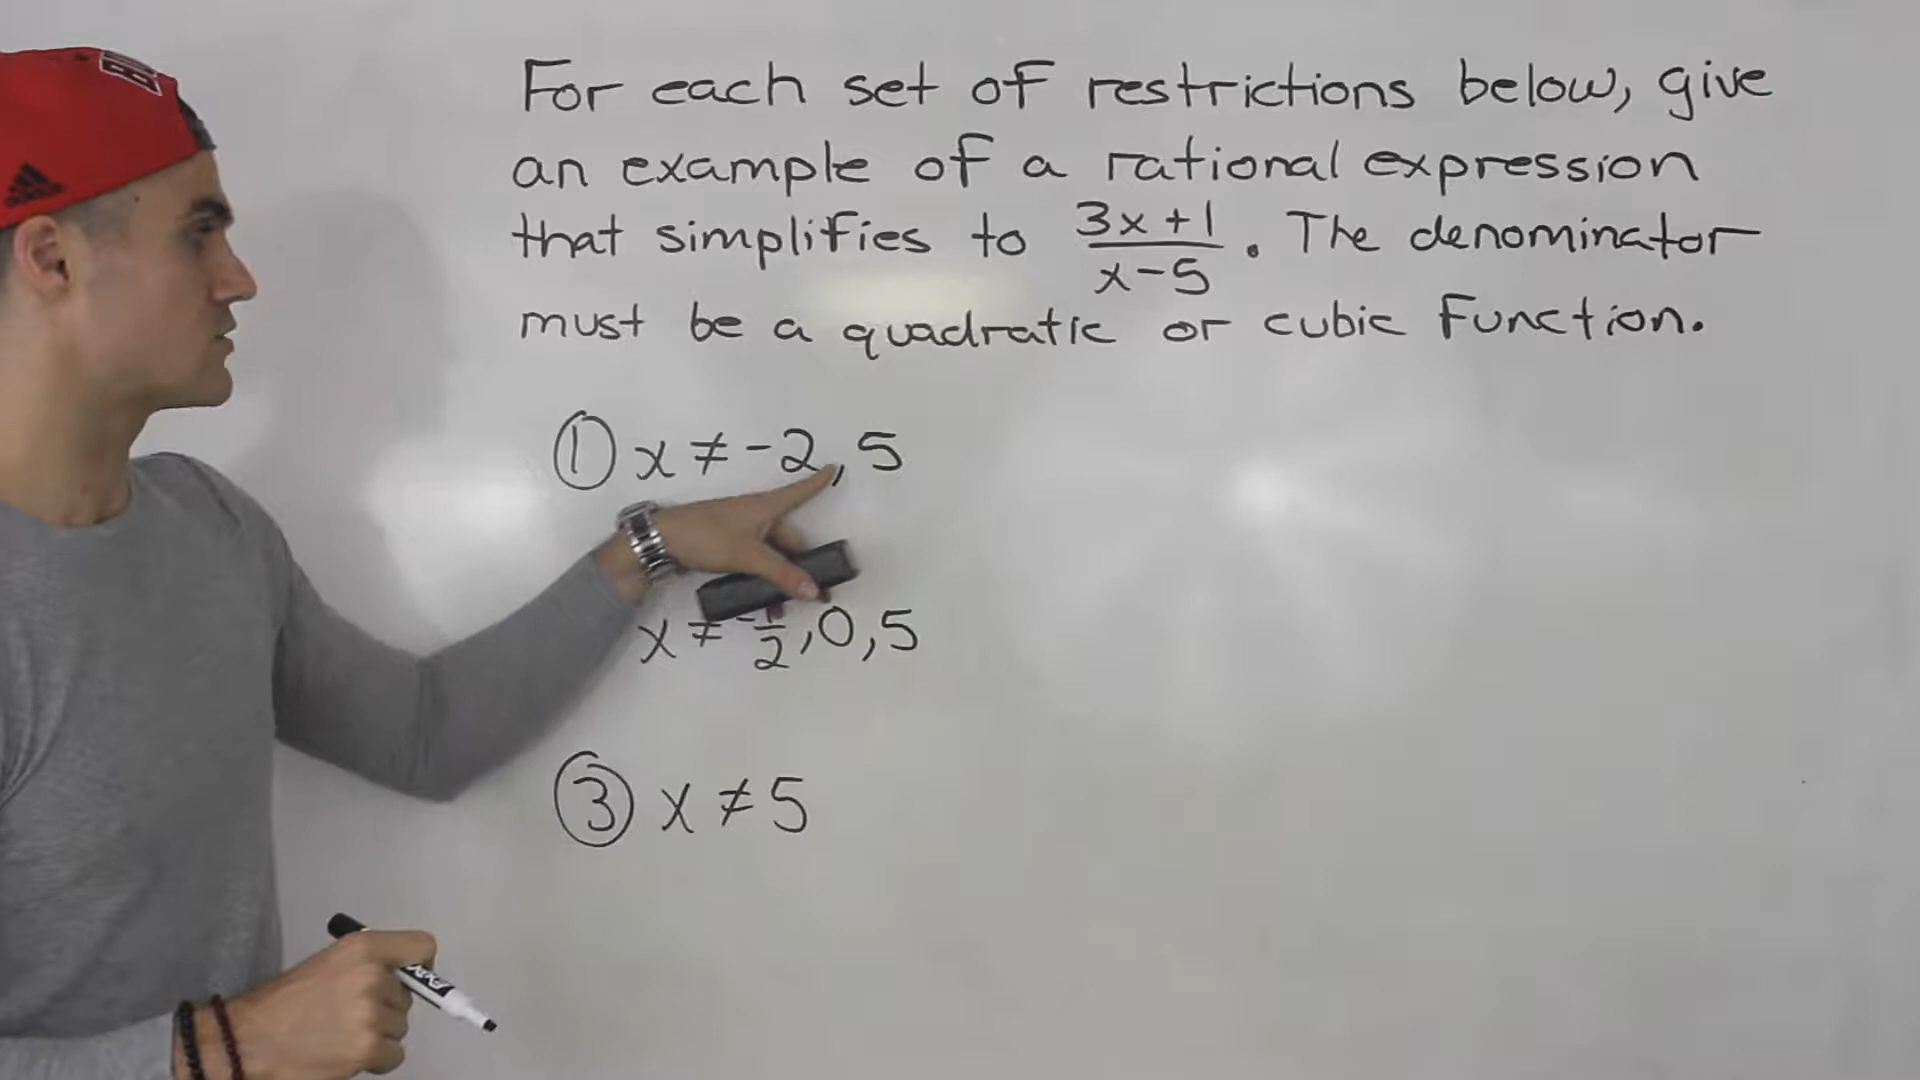 For each set of restrictions below, give
an example of a rational expression
that simplifies to 3x+1/x-5. The denominator
must be a quadratic or cubic function.
① x ≠ -2, 5
x ≠ -1/2, 0, 5
③ x ≠ 5